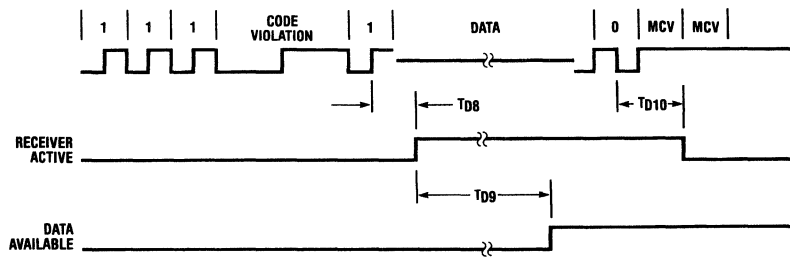 1 1 1 CODE VIOLATION 1 DATA 0 MCV MCV
TD8 TD10
RECEIVER
ACTIVE
TD9
DATA
AVAILABLE